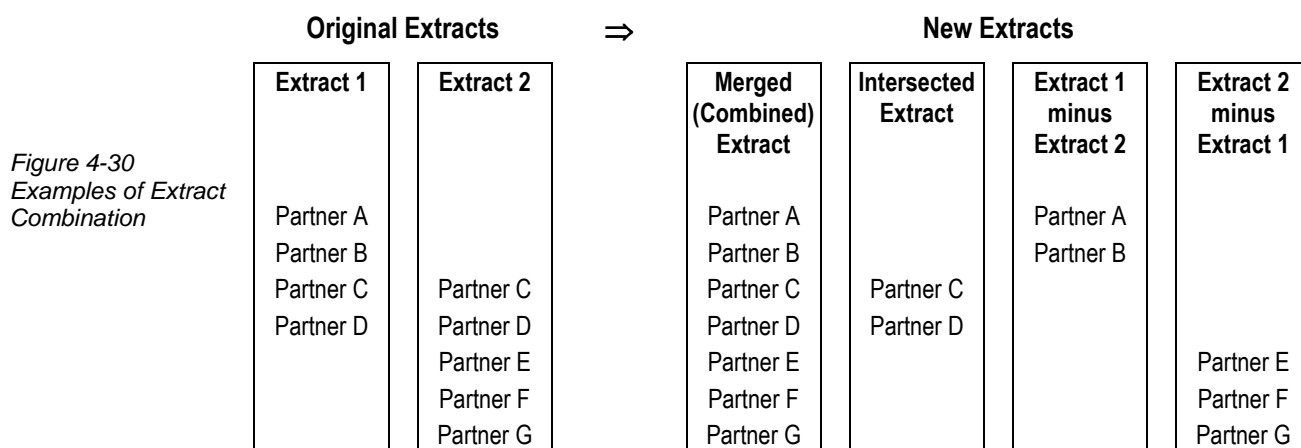 Original Extracts ⇒ New Extracts
Extract 1 Extract 2 Merged Intersected Extract 1 Extract 2
(Combined) Extract minus minus
Extract Extract 2 Extract 1
Figure 4-30
Examples of Extract
Combination
Partner A Partner A Partner A
Partner B Partner B Partner B
Partner C Partner C Partner C Partner C
Partner D Partner D Partner D Partner D
Partner E Partner E Partner E
Partner F Partner F Partner F
Partner G Partner G Partner G